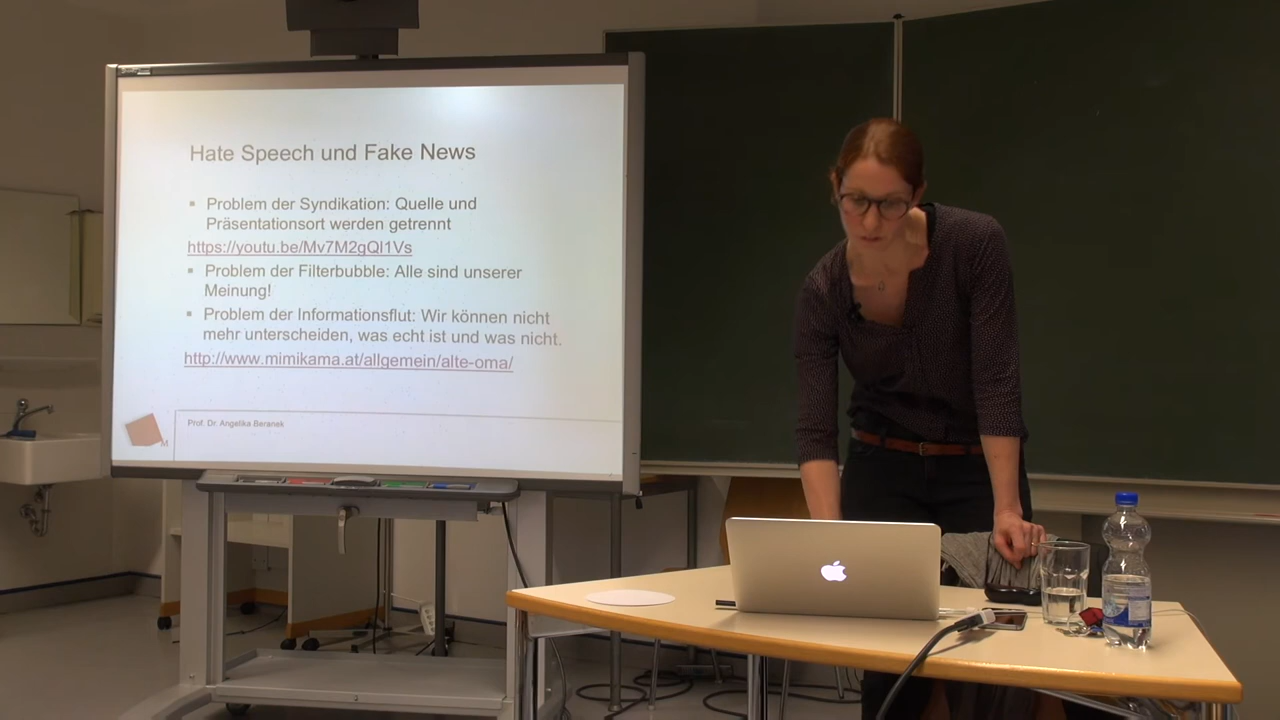 Hate Speech und Fake News
▪ Problem der Syndikation: Quelle und
Präsentationsort werden getrennt
https://youtu.be/Mv7M2gQl1Vs
▪ Problem der Filterbubble: Alle sind unserer
Meinung!
▪ Problem der Informationsflut: Wir können nicht
mehr unterscheiden, was echt ist und was nicht.
http://www.mimikama.at/allgemein/alte-oma/
Prof. Dr. Angelika Beranek
M